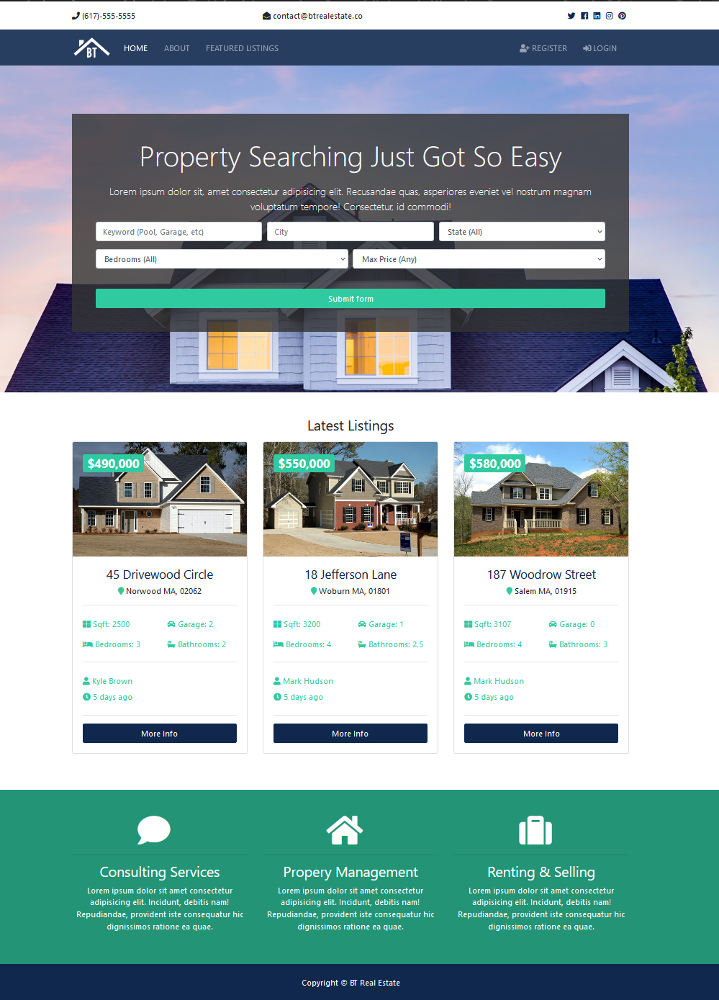 (617)-555-5555
contact@btrealestate.co
BT
HOME
ABOUT
FEATURED LISTINGS
REGISTER
LOGIN
Property Searching Just Got So Easy
Lorem ipsum dolor sit, amet consectetur adipisicing elit. Recusandae quas, asperiores eveniet vel nostrum magnam
voluptatum tempore! Consectetur, id commodi!
Keyword (Pool, Garage, etc)
City
State (All)
Bedrooms (All)
Max Price (Any)
Submit form
Latest Listings
$490,000
45 Drivewood Circle
Norwood MA, 02062
Sqft: 2500
Garage: 2
Bedrooms: 3
Bathrooms: 2
Kyle Brown
5 days ago
More Info
$550,000
18 Jefferson Lane
Woburn MA, 01801
Sqft: 3200
Garage: 1
Bedrooms: 4
Bathrooms: 2.5
Mark Hudson
5 days ago
More Info
$580,000
187 Woodrow Street
Salem MA, 01915
Sqft: 3107
Garage: 0
Bedrooms: 4
Bathrooms: 3
Mark Hudson
5 days ago
More Info
Consulting Services
Lorem ipsum dolor sit amet consectetur
adipisicing elit. Incidunt, debitis nam!
Repudiandae, provident iste consequatur hic
dignissimos ratione ea quae.
Propery Management
Lorem ipsum dolor sit amet consectetur
adipisicing elit. Incidunt, debitis nam!
Repudiandae, provident iste consequatur hic
dignissimos ratione ea quae.
Renting & Selling
Lorem ipsum dolor sit amet consectetur
adipisicing elit. Incidunt, debitis nam!
Repudiandae, provident iste consequatur hic
dignissimos ratione ea quae.
Copyright © BT Real Estate